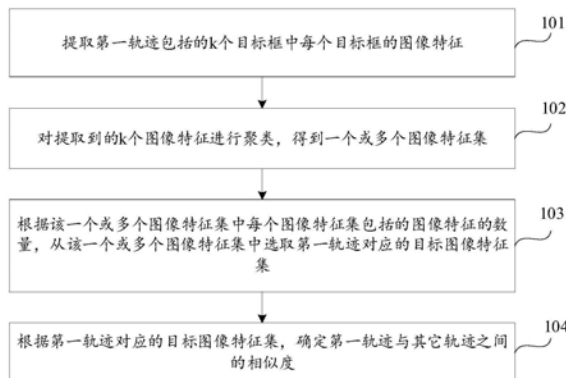 提取第一轨迹包括的k个目标框中每个目标框的图像特征
101
对提取到的k个图像特征进行聚类，得到一个或多个图像特征集
102
根据该一个或多个图像特征集中每个图像特征集包括的图像特征的数
量，从该一个或多个图像特征集中选取第一轨迹对应的目标图像特征
集
103
根据第一轨迹对应的目标图像特征集，确定第一轨迹与其它轨迹之间
的相似度
104